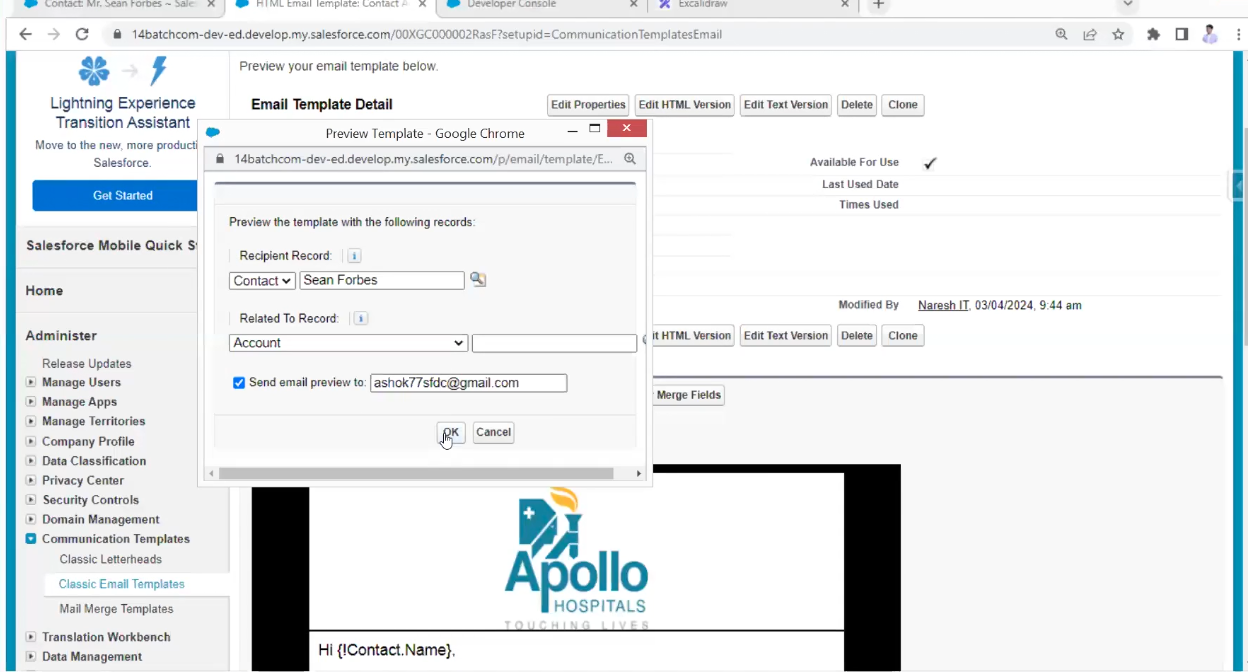 Contact: Mr. Sean Forbes ~ Sales
HTML Email Template: Contact A
Developer Console
Excalidraw
14batchcom-dev-ed.develop.my.salesforce.com/00XGC000002RasF?setupid=CommunicationTemplatesEmail
Lightning Experience
Transition Assistant
Move to the new, more producti
Salesforce.
Get Started
Salesforce Mobile Quick S
Home
Administer
Release Updates
Manage Users
Manage Apps
Manage Territories
Company Profile
Data Classification
Privacy Center
Security Controls
Domain Management
Communication Templates
Classic Letterheads
Classic Email Templates
Mail Merge Templates
Translation Workbench
Data Management
Preview your email template below.
Email Template Detail
Edit Properties
Edit HTML Version
Edit Text Version
Delete
Clone
Available For Use
Last Used Date
Times Used
Modified By
Naresh IT, 03/04/2024, 9:44 am
it HTML Version
Edit Text Version
Delete
Clone
Merge Fields
Preview Template - Google Chrome
14batchcom-dev-ed.develop.my.salesforce.com/p/email/template/E...
Preview the template with the following records:
Recipient Record:
Contact
Sean Forbes
Related To Record:
Account
Send email preview to:
ashok77sfdc@gmail.com
OK
Cancel
Apollo
HOSPITALS
TOUCHING LIVES
Hi {!Contact.Name},